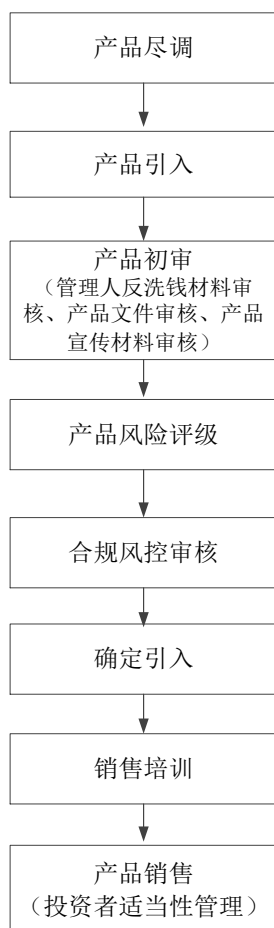 产品尽调
产品引入
产品初审
（管理人反洗钱材料审
核、产品文件审核、产品
宣传材料审核）
产品风险评级
合规风控审核
确定引入
销售培训
产品销售
（投资者适当性管理）